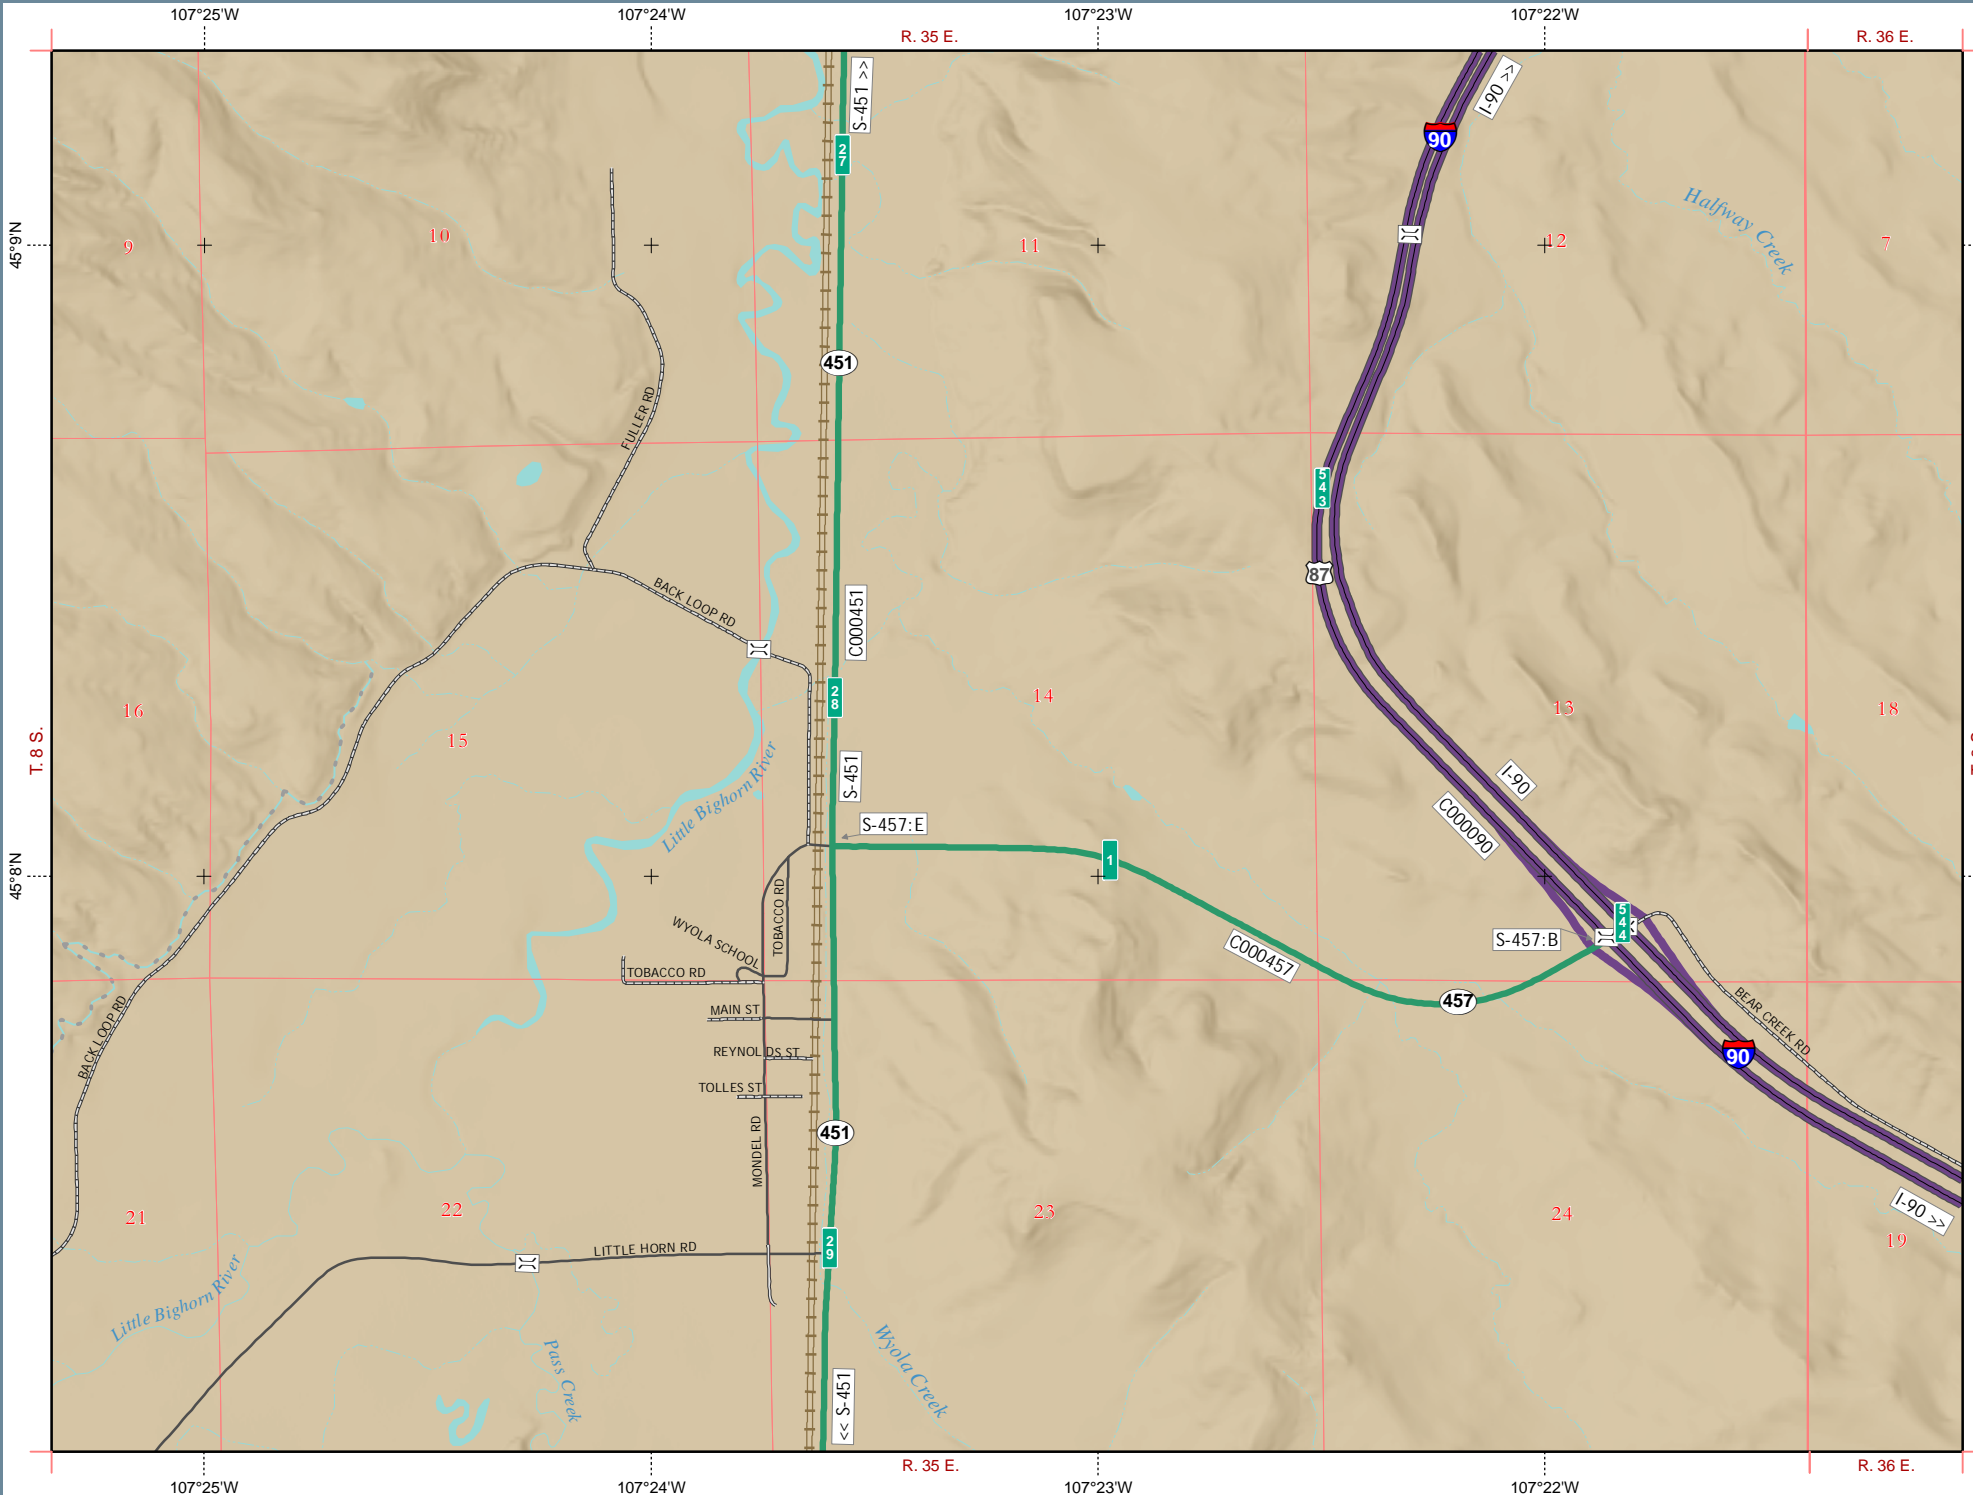 107°25'W
107°24'W
107°23'W
107°22'W
R. 35 E.
R. 36 E.
S-451 >>
I-90 >>
27
90
Halfway Creek
45°9'N
9
10
11
12
7
451
FULLER RD
543
87
BACK LOOP RD
C000451
28
14
13
18
16
15
T. 8 S.
Little Bighorn River
S-451
I-90
C000090
S-457:E
1
TOBACCO RD
45°8'N
WYOLA SCHOOL
544
S-457:B
C000457
TOBACCO RD
457
BACK LOOP RD
MAIN ST
BEAR CREEK RD
REYNOLDS ST
90
TOLLES ST
451
MONDEL RD
21
22
23
24
I-90 >>
19
LITTLE HORN RD
29
Little Bighorn River
Pass Creek
Wyola Creek
<< S-451
R. 35 E.
R. 36 E.
107°25'W
107°24'W
107°23'W
107°22'W